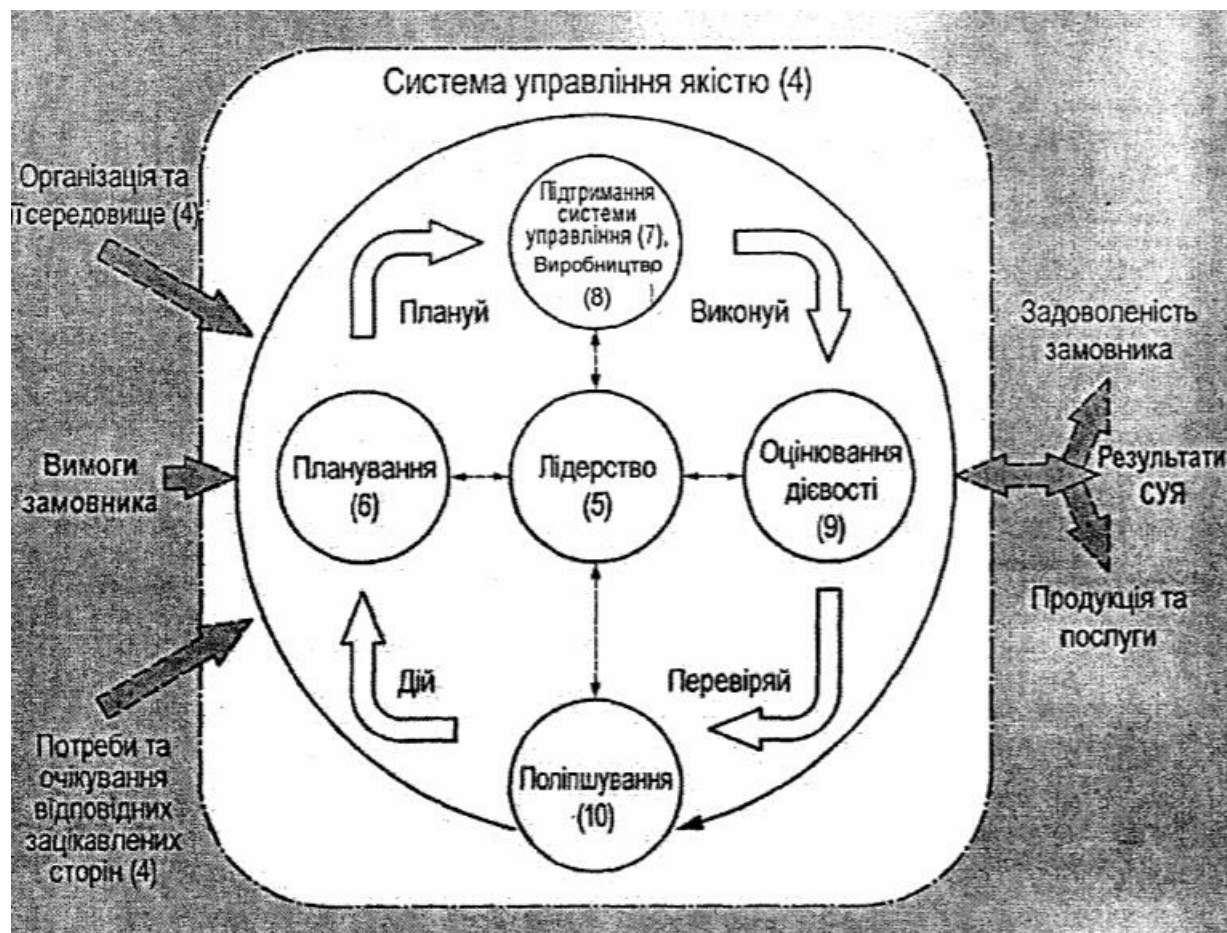 Система управління якістю (4)
Організація та
її середовище (4)
Підтримання
системи
управління (7),
Виробництво
(8)
Плануй
Виконуй
Задоволеність
замовника
Вимоги
замовника
Планування
(6)
Лідерство
(5)
Оцінювання
дієвості
(9)
Результати
СУЯ
Дій
Перевіряй
Продукція та
послуги
Потреби та
очікування
відповідних
зацікавлених
сторін (4)
Поліпшування
(10)